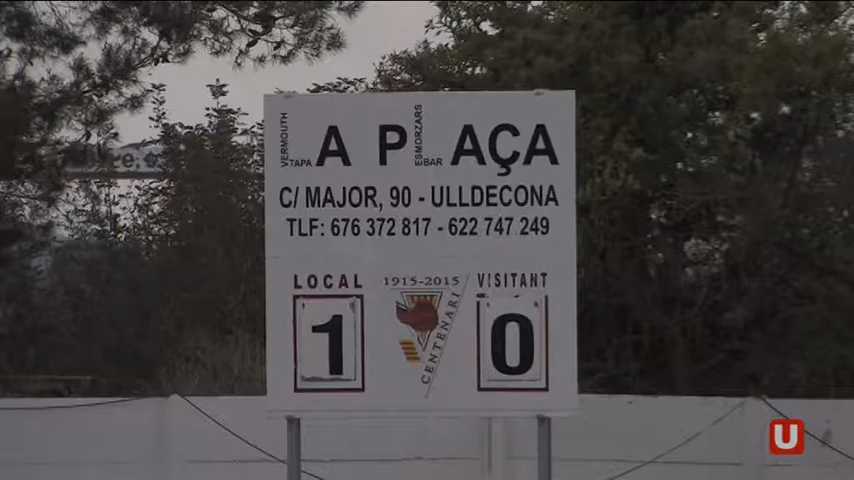 VERMOUTH
TAPA
ESMORZARS
BAR
LA PLAÇA
C/ MAJOR, 90 - ULLDECONA
TLF: 676 372 817 - 622 747 249
LOCAL
1915-2015
VISITANT
1
CENTENARI
0
U